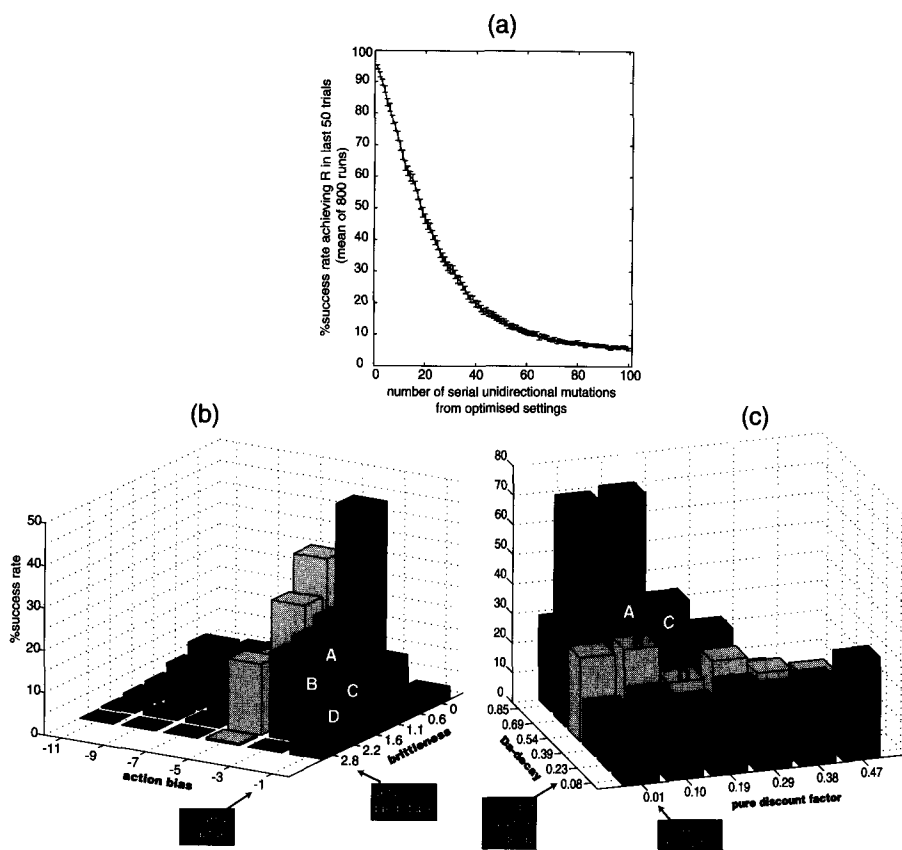 (a)
100
90
80
70
60
50
40
30
20
10
0
%success rate achieving R in last 50 trials
(mean of 800 runs)
0 20 40 60 80 100
number of serial unidirectional mutations
from optimised settings
(b)
50
40
30
20
10
0
%success rate
A
B
C
D
-11
-9
-7
-5
-3
-1
action bias
0
0.6
1.1
1.6
2.2
2.8
brittleness
(c)
80
70
60
50
40
30
20
10
0
A
C
0.85
0.69
0.54
0.39
0.23
0.08
Da-decay
0.01
0.10
0.19
0.29
0.38
0.47
pure discount factor